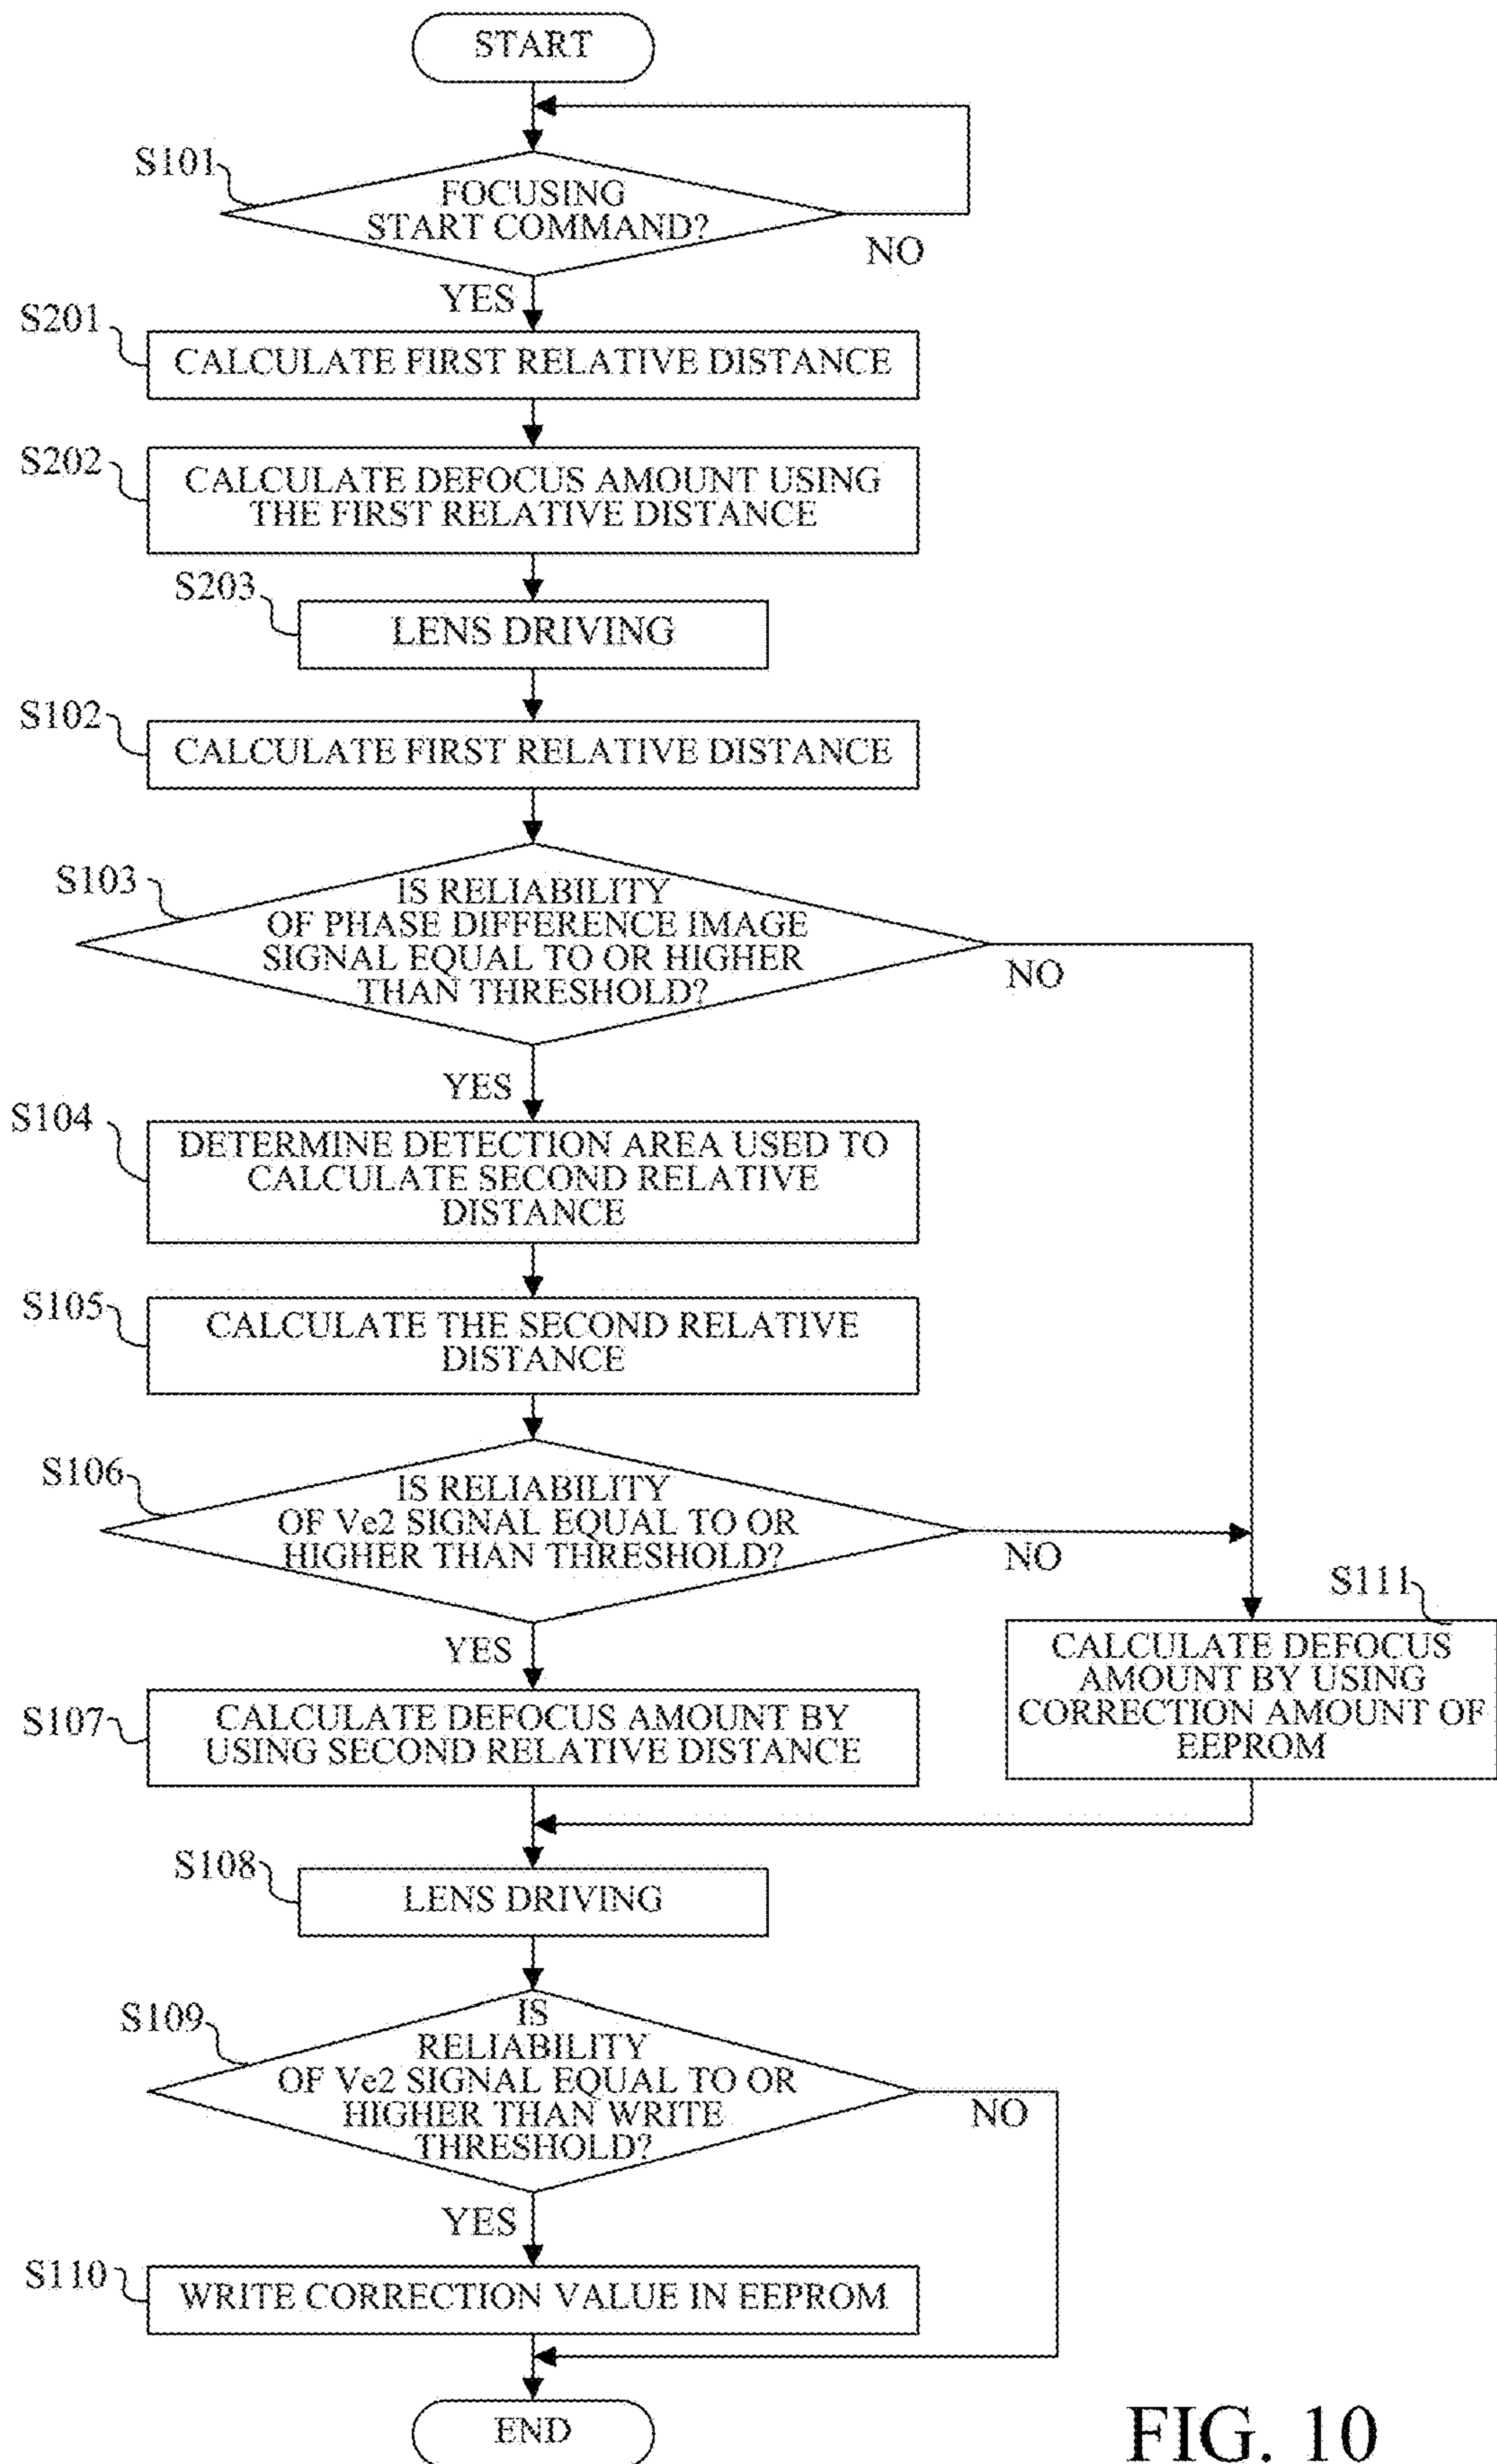 START
S101
FOCUSING
START COMMAND?
NO
YES
S201
CALCULATE FIRST RELATIVE DISTANCE
S202
CALCULATE DEFOCUS AMOUNT USING
THE FIRST RELATIVE DISTANCE
S203
LENS DRIVING
S102
CALCULATE FIRST RELATIVE DISTANCE
S103
IS RELIABILITY
OF PHASE DIFFERENCE IMAGE
SIGNAL EQUAL TO OR HIGHER
THAN THRESHOLD?
NO
YES
S104
DETERMINE DETECTION AREA USED TO
CALCULATE SECOND RELATIVE
DISTANCE
S105
CALCULATE THE SECOND RELATIVE
DISTANCE
S106
IS RELIABILITY
OF Ve2 SIGNAL EQUAL TO OR
HIGHER THAN THRESHOLD?
NO
YES
S111
CALCULATE DEFOCUS
AMOUNT BY USING
CORRECTION AMOUNT OF
EEPROM
S107
CALCULATE DEFOCUS AMOUNT BY
USING SECOND RELATIVE DISTANCE
S108
LENS DRIVING
S109
IS
RELIABILITY
OF Ve2 SIGNAL EQUAL TO OR
HIGHER THAN WRITE
THRESHOLD?
NO
YES
S110
WRITE CORRECTION VALUE IN EEPROM
END
FIG. 10